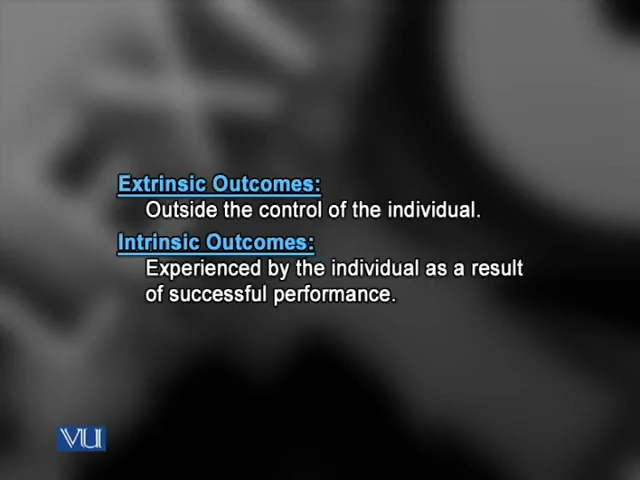 Extrinsic Outcomes:
Outside the control of the individual.
Intrinsic Outcomes:
Experienced by the individual as a result
of successful performance.
VU